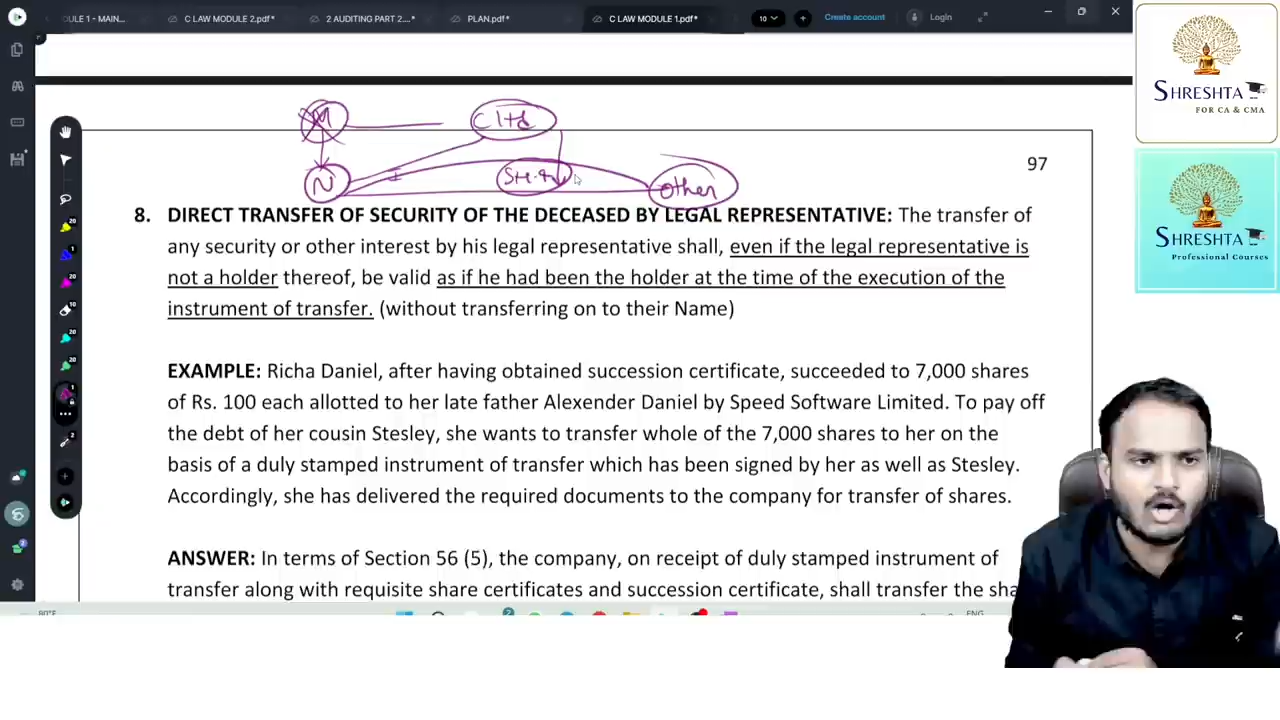 DULE 1 - MAIN...
C LAW MODULE 2.pdf*
2 AUDITING PART 2....*
PLAN.pdf*
C LAW MODULE 1.pdf*
10
Create account
Login
SHRESHTA
FOR CA & CMA
M
C ltd
N
other
97
SHRESHTA
Professional Courses
8. DIRECT TRANSFER OF SECURITY OF THE DECEASED BY LEGAL REPRESENTATIVE: The transfer of
any security or other interest by his legal representative shall, even if the legal representative is
not a holder thereof, be valid as if he had been the holder at the time of the execution of the
instrument of transfer. (without transferring on to their Name)
EXAMPLE: Richa Daniel, after having obtained succession certificate, succeeded to 7,000 shares
of Rs. 100 each allotted to her late father Alexender Daniel by Speed Software Limited. To pay off
the debt of her cousin Stesley, she wants to transfer whole of the 7,000 shares to her on the
basis of a duly stamped instrument of transfer which has been signed by her as well as Stesley.
Accordingly, she has delivered the required documents to the company for transfer of shares.
ANSWER: In terms of Section 56 (5), the company, on receipt of duly stamped instrument of
transfer along with requisite share certificates and succession certificate, shall transfer the sha
80°F
ENG